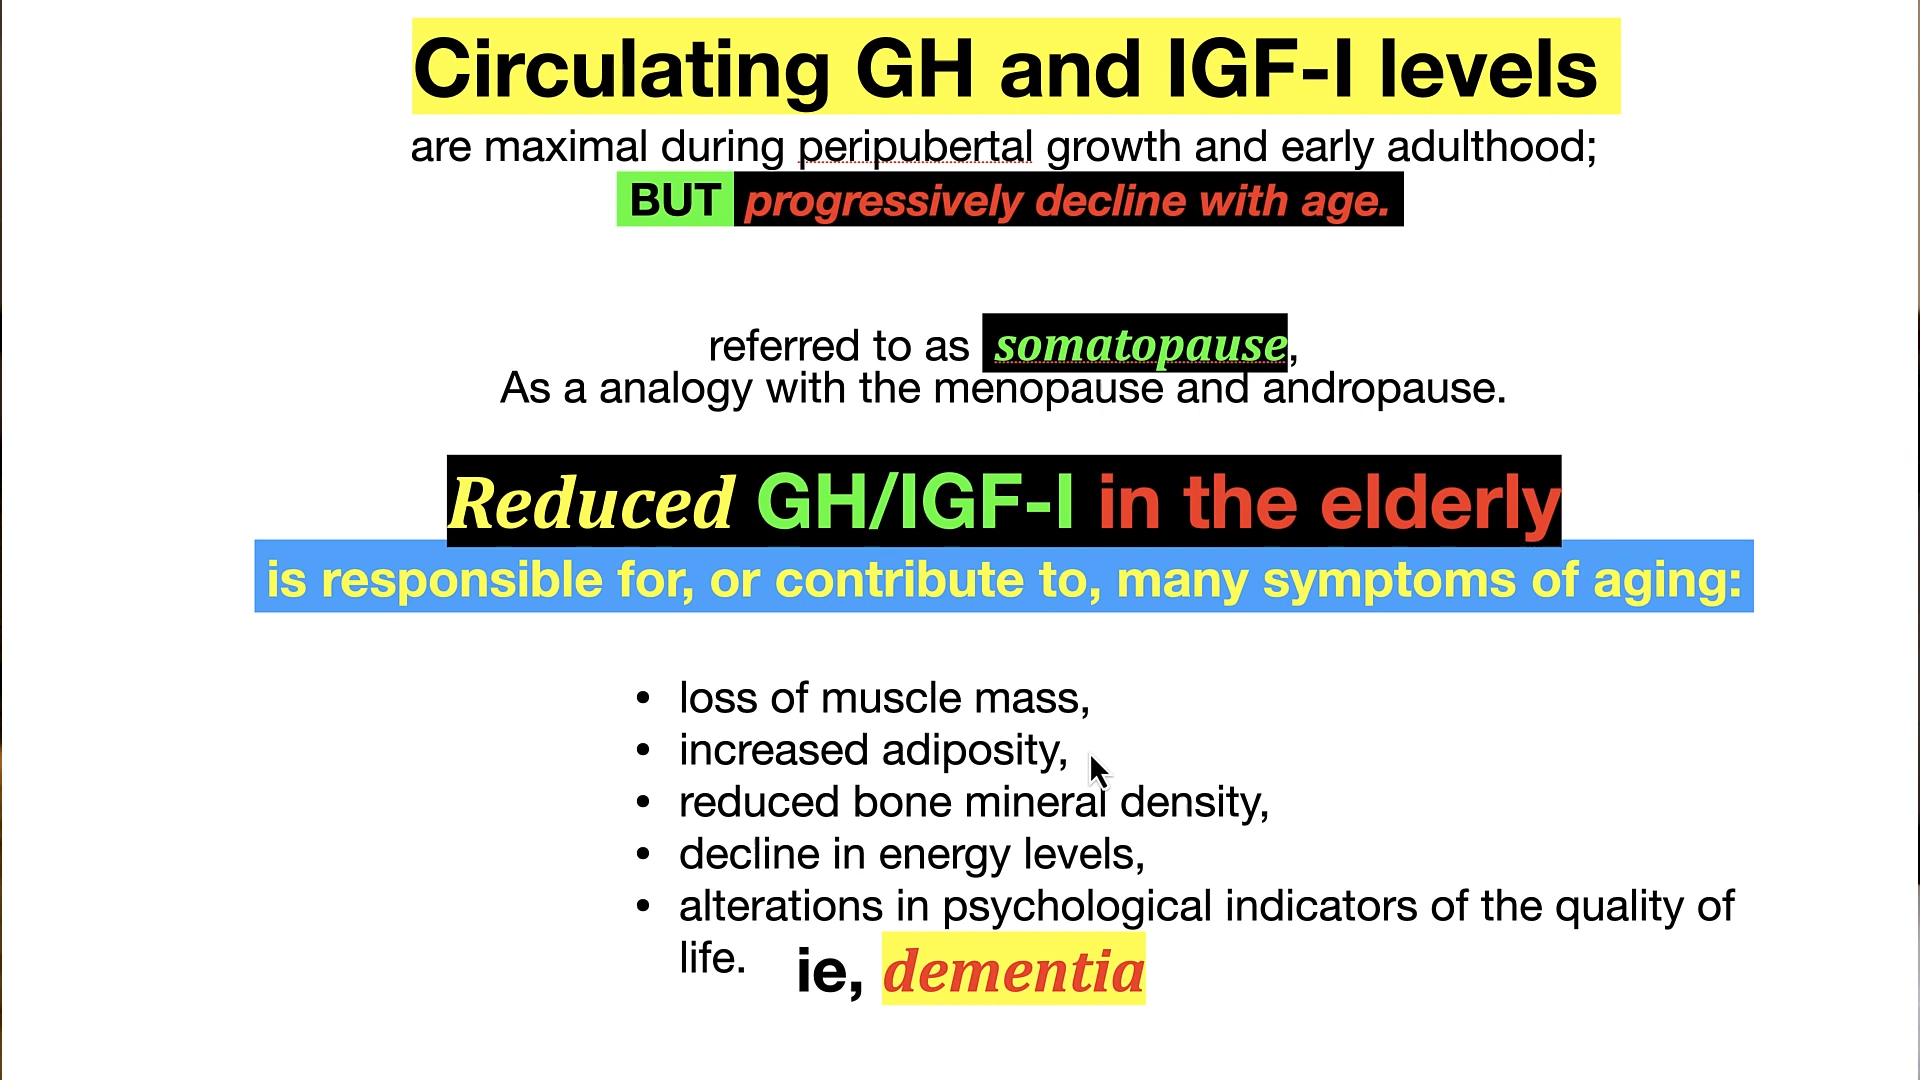 Circulating GH and IGF-I levels
are maximal during peripubertal growth and early adulthood;
BUT progressively decline with age.
referred to as somatopause,
As a analogy with the menopause and andropause.
Reduced GH/IGF-I in the elderly
is responsible for, or contribute to, many symptoms of aging:
• loss of muscle mass,
• increased adiposity,
• reduced bone mineral density,
• decline in energy levels,
• alterations in psychological indicators of the quality of
life. ie, dementia